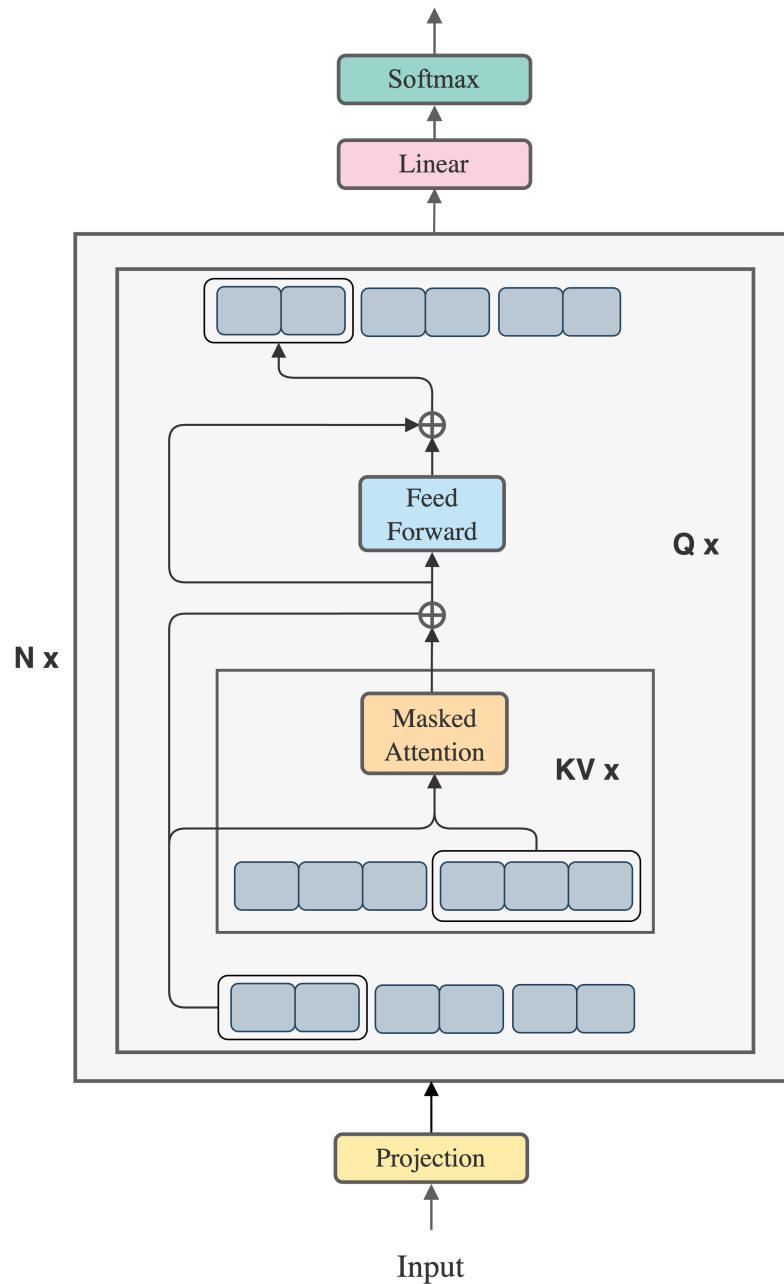 Softmax
Linear
Feed
Forward
Q x
N x
Masked
Attention
KV x
Projection
Input